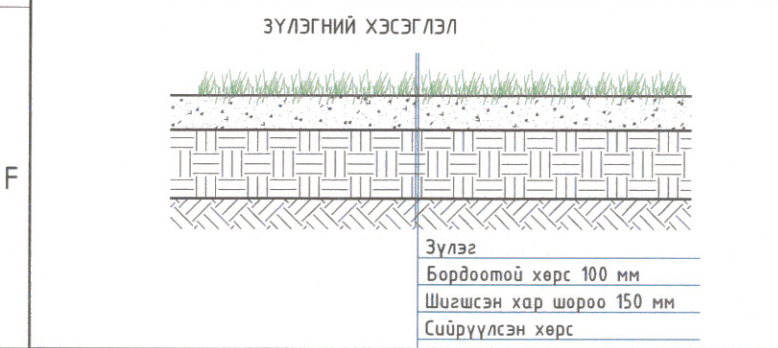 ЗҮЛЭГНИЙ ХЭСЭГЛЭЛ
F
Зүлэг
Бордоотой хөрс 100 мм
Шигшсэн хар шороо 150 мм
Сийрүүлсэн хөрс